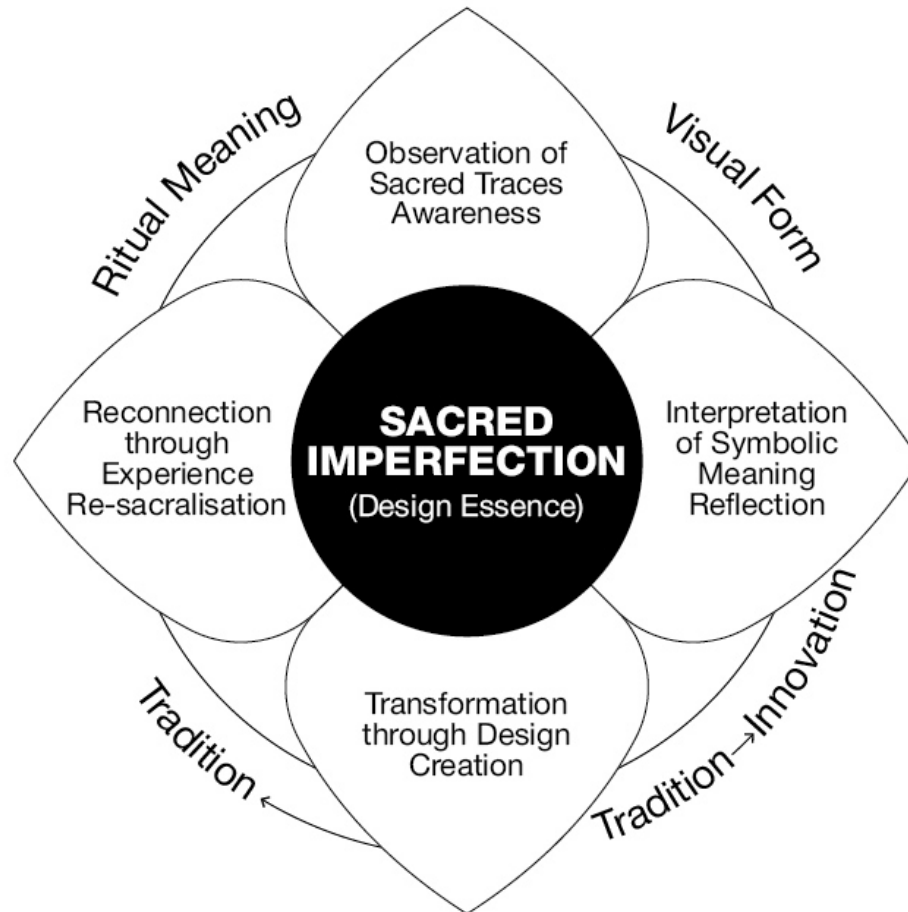 Ritual Meaning
Visual Form
Observation of
Sacred Traces
Awareness
Reconnection
through
Experience
Re-sacralisation
SACRED
IMPERFECTION
(Design Essence)
Interpretation
of Symbolic
Meaning
Reflection
Transformation
through Design
Creation
Tradition
Tradition→Innovation